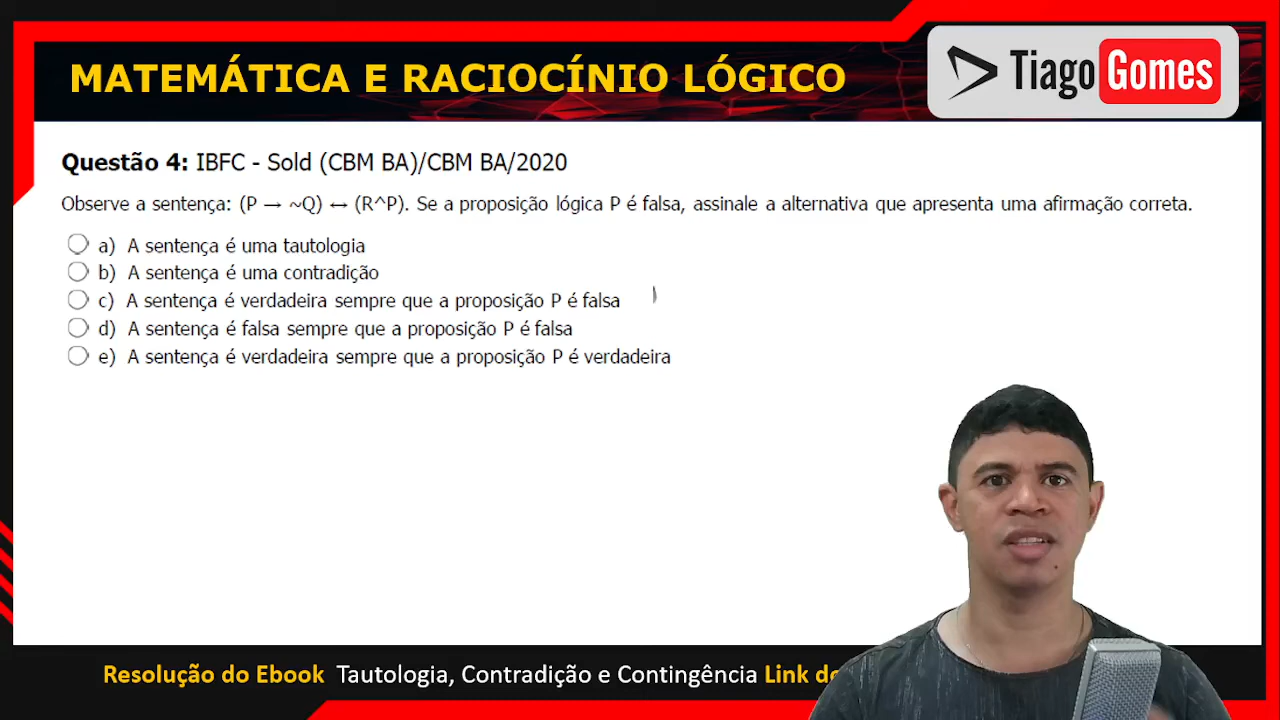 MATEMÁTICA E RACIOCÍNIO LÓGICO
Tiago Gomes
Questão 4: IBFC - Sold (CBM BA)/CBM BA/2020
Observe a sentença: (P → ~Q) ↔ (R^P). Se a proposição lógica P é falsa, assinale a alternativa que apresenta uma afirmação correta.
a) A sentença é uma tautologia
b) A sentença é uma contradição
c) A sentença é verdadeira sempre que a proposição P é falsa
d) A sentença é falsa sempre que a proposição P é falsa
e) A sentença é verdadeira sempre que a proposição P é verdadeira
Resolução do Ebook Tautologia, Contradição e Contingência Link